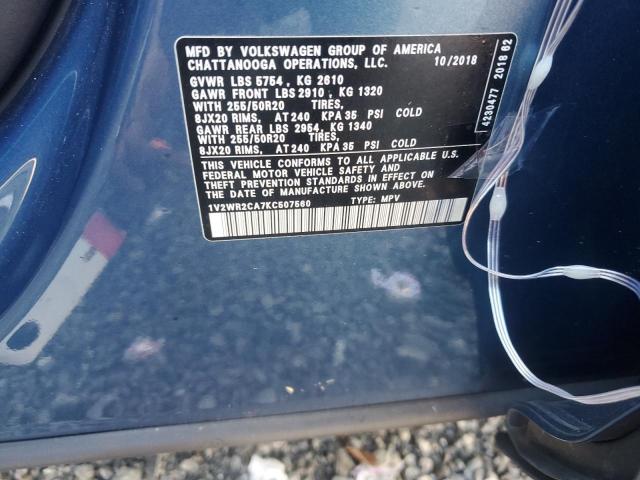 MFD BY VOLKSWAGEN GROUP OF AMERICA
CHATTANOOGA OPERATIONS, LLC. 10/2018
GVWR LBS 5754 , KG 2610
GAWR FRONT LBS 2910 , KG 1320
WITH 255/50R20 TIRES,
8JX20 RIMS, AT 240 KPA 35 PSI COLD
GAWR REAR LBS 2954, KG 1340
WITH 255/50R20 TIRES,
8JX20 RIMS, AT 240 KPA 35 PSI COLD
THIS VEHICLE CONFORMS TO ALL APPLICABLE U.S.
FEDERAL MOTOR VEHICLE SAFETY AND
THEFT PREVENTION STANDARDS IN EFFECT ON
THE DATE OF MANUFACTURE SHOWN ABOVE
1V2WR2CA7KC507560 TYPE: MPV
4230477 2018 62